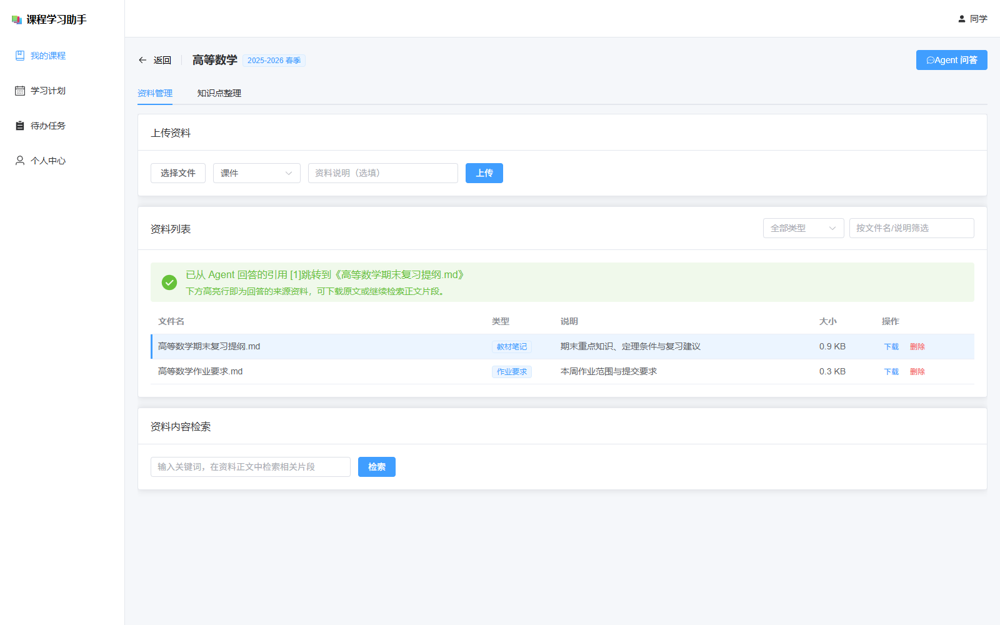 课程学习助手
同学
我的课程
学习计划
待办任务
个人中心
返回
高等数学
2025-2026 春季
Agent 问答
资料管理
知识点整理
上传资料
选择文件
课件
资料说明（选填）
上传
资料列表
全部类型
按文件名/说明筛选
已从 Agent 回答的引用 [1]跳转到《高等数学期末复习提纲.md》
下方高亮行即为回答的来源资料，可下载原文或继续检索正文片段。
文件名 类型 说明 大小 操作
高等数学期末复习提纲.md 教材笔记 期末重点知识、定理条件与复习建议 0.9 KB 下载 删除
高等数学作业要求.md 作业要求 本周作业范围与提交要求 0.3 KB 下载 删除
资料内容检索
输入关键词，在资料正文中检索相关片段
检索